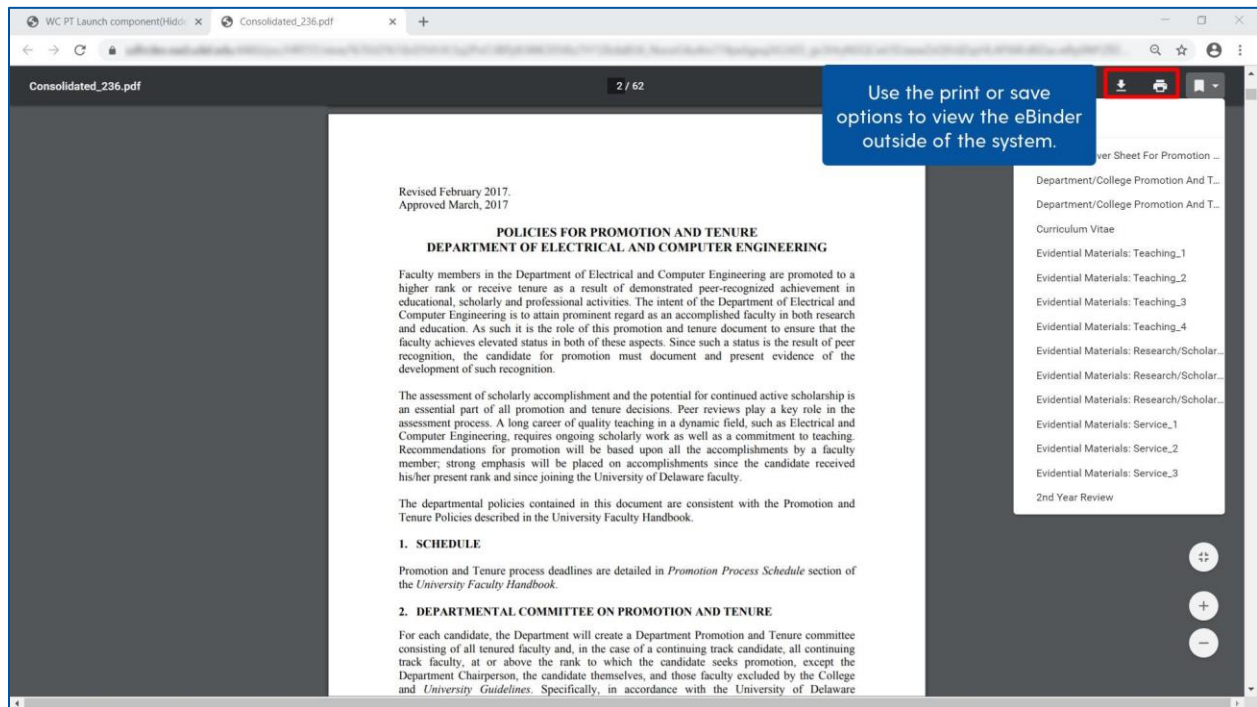 WC PT Launch component(Hidd
Consolidated_236.pdf
Consolidated_236.pdf
2 / 62
Use the print or save
options to view the eBinder
outside of the system.
ver Sheet For Promotion ...
Department/College Promotion And T...
Department/College Promotion And T...
Curriculum Vitae
Evidential Materials: Teaching_1
Evidential Materials: Teaching_2
Evidential Materials: Teaching_3
Evidential Materials: Teaching_4
Evidential Materials: Research/Scholar...
Evidential Materials: Research/Scholar...
Evidential Materials: Research/Scholar...
Evidential Materials: Service_1
Evidential Materials: Service_2
Evidential Materials: Service_3
2nd Year Review
Revised February 2017.
Approved March, 2017
POLICIES FOR PROMOTION AND TENURE
DEPARTMENT OF ELECTRICAL AND COMPUTER ENGINEERING
Faculty members in the Department of Electrical and Computer Engineering are promoted to a
higher rank or receive tenure as a result of demonstrated peer-recognized achievement in
educational, scholarly and professional activities. The intent of the Department of Electrical and
Computer Engineering is to attain prominent regard as an accomplished faculty in both research
and education. As such it is the role of this promotion and tenure document to ensure that the
faculty achieves elevated status in both of these aspects. Since such a status is the result of peer
recognition, the candidate for promotion must document and present evidence of the
development of such recognition.
The assessment of scholarly accomplishment and the potential for continued active scholarship is
an essential part of all promotion and tenure decisions. Peer reviews play a key role in the
assessment process. A long career of quality teaching in a dynamic field, such as Electrical and
Computer Engineering, requires ongoing scholarly work as well as a commitment to teaching.
Recommendations for promotion will be based upon all the accomplishments by a faculty
member; strong emphasis will be placed on accomplishments since the candidate received
his/her present rank and since joining the University of Delaware faculty.
The departmental policies contained in this document are consistent with the Promotion and
Tenure Policies described in the University Faculty Handbook.
1. SCHEDULE
Promotion and Tenure process deadlines are detailed in Promotion Process Schedule section of
the University Faculty Handbook.
2. DEPARTMENTAL COMMITTEE ON PROMOTION AND TENURE
For each candidate, the Department will create a Department Promotion and Tenure committee
consisting of all tenured faculty and, in the case of a continuing track candidate, all continuing
track faculty, at or above the rank to which the candidate seeks promotion, except the
Department Chairperson, the candidate themselves, and those faculty excluded by the College
and University Guidelines. Specifically, in accordance with the University of Delaware